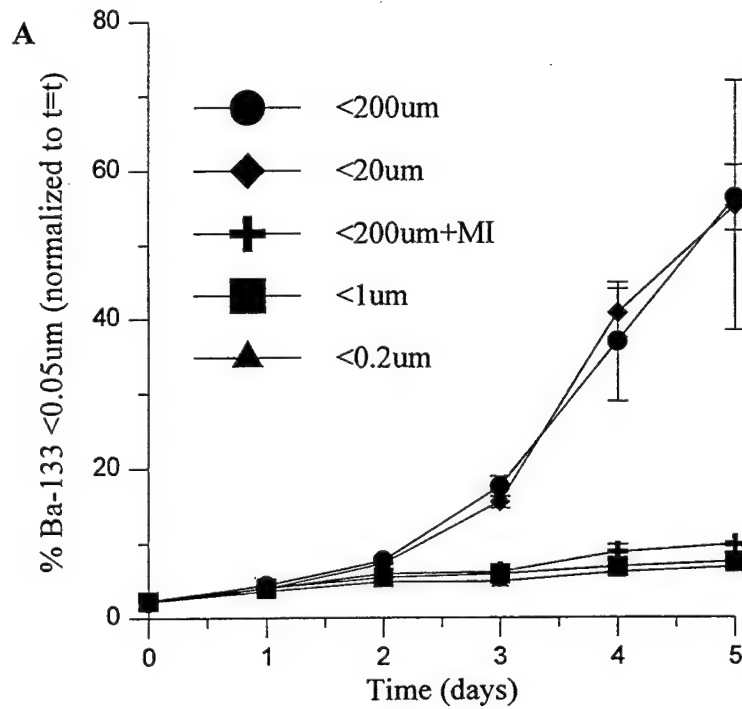 A
% Ba-133 <0.05um (normalized to t=t)
80
60
40
20
0
<200um
<20um
<200um+MI
<1um
<0.2um
0 1 2 3 4 5
Time (days)